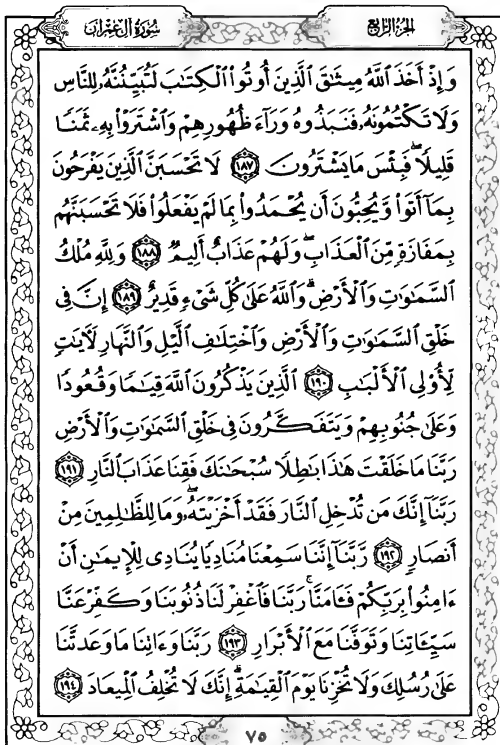 الجزء الرابع
سورة آل عمران
وَإِذْ أَخَذَ ٱللَّهُ مِيثَٰقَ ٱلَّذِينَ أُوتُوا۟ ٱلْكِتَٰبَ لَتُبَيِّنُنَّهُۥ لِلنَّاسِ
وَلَا تَكْتُمُونَهُۥ فَنَبَذُوهُ وَرَآءَ ظُهُورِهِمْ وَٱشْتَرَوْا۟ بِهِۦ ثَمَنًا
قَلِيلًا ۖ فَبِئْسَ مَا يَشْتَرُونَ ١٨٧ لَا تَحْسَبَنَّ ٱلَّذِينَ يَفْرَحُونَ
بِمَآ أَتَوا۟ وَّيُحِبُّونَ أَن يُحْمَدُوا۟ بِمَا لَمْ يَفْعَلُوا۟ فَلَا تَحْسَبَنَّهُم
بِمَفَازَةٍ مِّنَ ٱلْعَذَابِ ۖ وَلَهُمْ عَذَابٌ أَلِيمٌ ١٨٨ وَلِلَّهِ مُلْكُ
ٱلسَّمَٰوَٰتِ وَٱلْأَرْضِ ۗ وَٱللَّهُ عَلَىٰ كُلِّ شَىْءٍ قَدِيرٌ ١٨٩ إِنَّ فِى
خَلْقِ ٱلسَّمَٰوَٰتِ وَٱلْأَرْضِ وَٱخْتِلَٰفِ ٱلَّيْلِ وَٱلنَّهَارِ لَءَايَٰتٍ
لِّأُو۟لِى ٱلْأَلْبَٰبِ ١٩٠ ٱلَّذِينَ يَذْكُرُونَ ٱللَّهَ قِيَٰمًا وَقُعُودًا
وَعَلَىٰ جُنُوبِهِمْ وَيَتَفَكَّرُونَ فِى خَلْقِ ٱلسَّمَٰوَٰتِ وَٱلْأَرْضِ
رَبَّنَا مَا خَلَقْتَ هَٰذَا بَٰطِلًا سُبْحَٰنَكَ فَقِنَا عَذَابَ ٱلنَّارِ ١٩١
رَبَّنَآ إِنَّكَ مَن تُدْخِلِ ٱلنَّارَ فَقَدْ أَخْزَيْتَهُۥ ۖ وَمَا لِلظَّٰلِمِينَ مِنْ
أَنصَارٍ ١٩٢ رَّبَّنَآ إِنَّنَا سَمِعْنَا مُنَادِيًا يُنَادِى لِلْإِيمَٰنِ أَنْ
ءَامِنُوا۟ بِرَبِّكُمْ فَـَٔامَنَّا ۚ رَبَّنَا فَٱغْفِرْ لَنَا ذُنُوبَنَا وَكَفِّرْ عَنَّا
سَيِّـَٔاتِنَا وَتَوَفَّنَا مَعَ ٱلْأَبْرَارِ ١٩٣ رَبَّنَا وَءَاتِنَا مَا وَعَدتَّنَا
عَلَىٰ رُسُلِكَ وَلَا تُخْزِنَا يَوْمَ ٱلْقِيَٰمَةِ ۗ إِنَّكَ لَا تُخْلِفُ ٱلْمِيعَادَ ١٩٤
٧٥